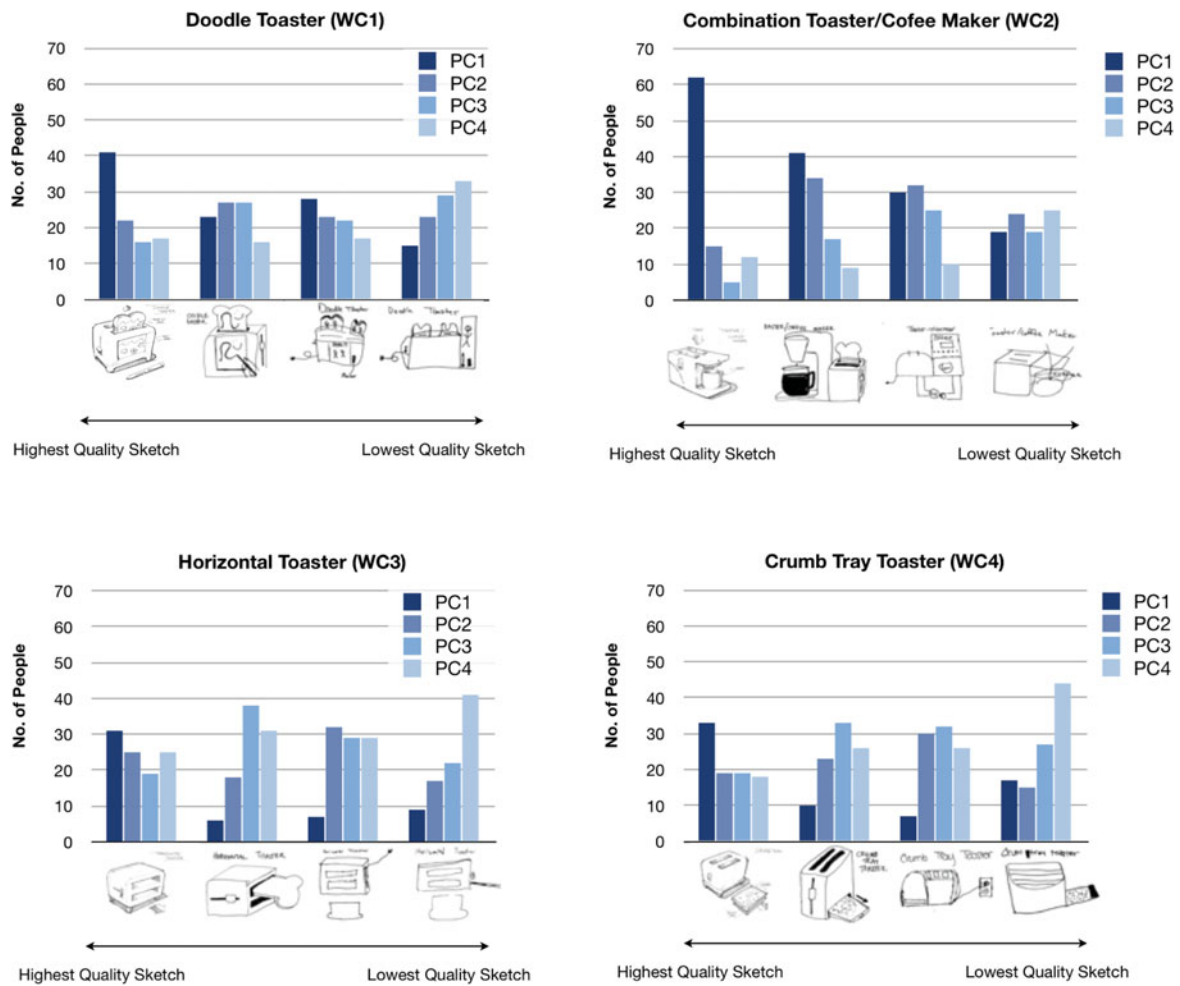 Doodle Toaster (WC1)
70
60
50
40
30
20
10
0
No. of People
PC1
PC2
PC3
PC4
Doodle Toaster
Doodle Toaster
Highest Quality Sketch
Lowest Quality Sketch
Combination Toaster/Cofee Maker (WC2)
70
60
50
40
30
20
10
0
No. of People
PC1
PC2
PC3
PC4
Maker
Highest Quality Sketch
Lowest Quality Sketch
Horizontal Toaster (WC3)
70
60
50
40
30
20
10
0
No. of People
PC1
PC2
PC3
PC4
HORIZONTAL TOASTER
Highest Quality Sketch
Lowest Quality Sketch
Crumb Tray Toaster (WC4)
70
60
50
40
30
20
10
0
No. of People
PC1
PC2
PC3
PC4
CRUMB
TRAY
TOASTER
Crumb Tray Toaster
Highest Quality Sketch
Lowest Quality Sketch